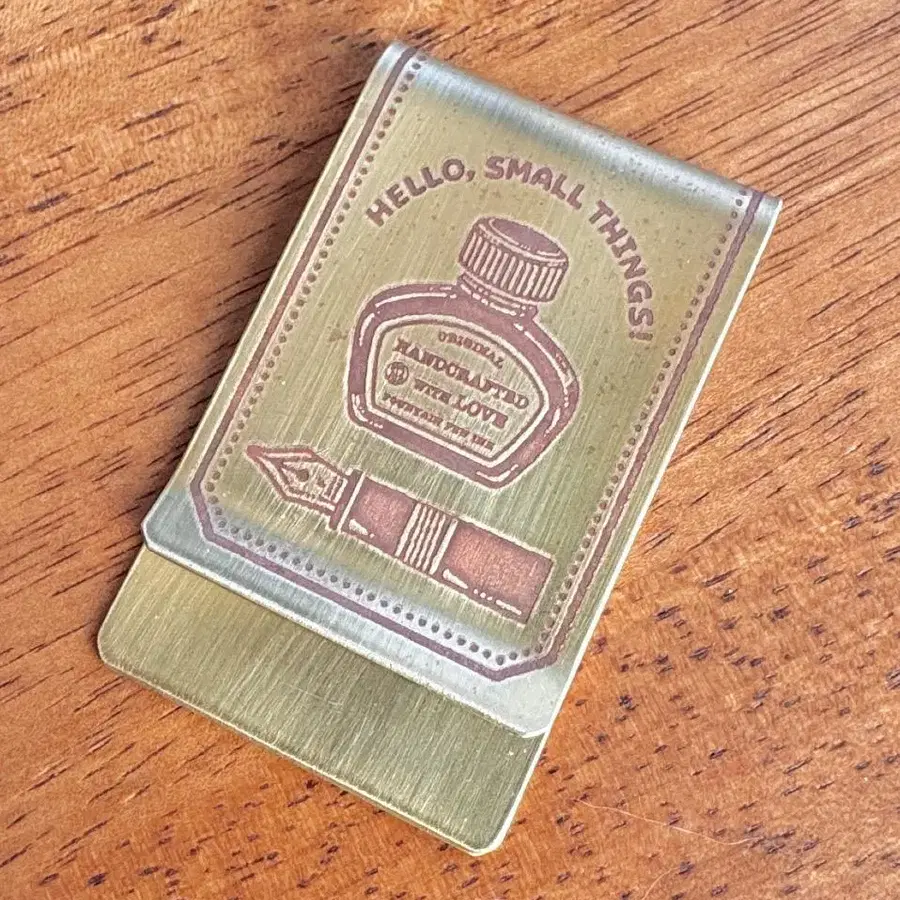 HELLO, SMALL THINGS!
ORIGINAL
HANDCRAFTED
WITH LOVE
FOUNTAIN PEN INK